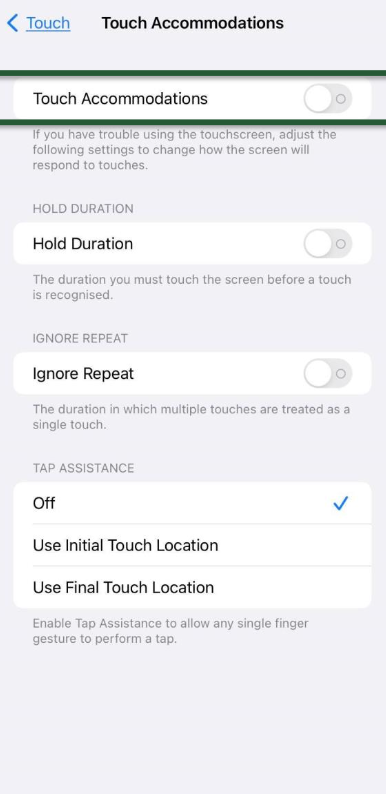 Touch Touch Accommodations
Touch Accommodations
If you have trouble using the touchscreen, adjust the
following settings to change how the screen will
respond to touches.
HOLD DURATION
Hold Duration
The duration you must touch the screen before a touch
is recognised.
IGNORE REPEAT
Ignore Repeat
The duration in which multiple touches are treated as a
single touch.
TAP ASSISTANCE
Off
Use Initial Touch Location
Use Final Touch Location
Enable Tap Assistance to allow any single finger
gesture to perform a tap.